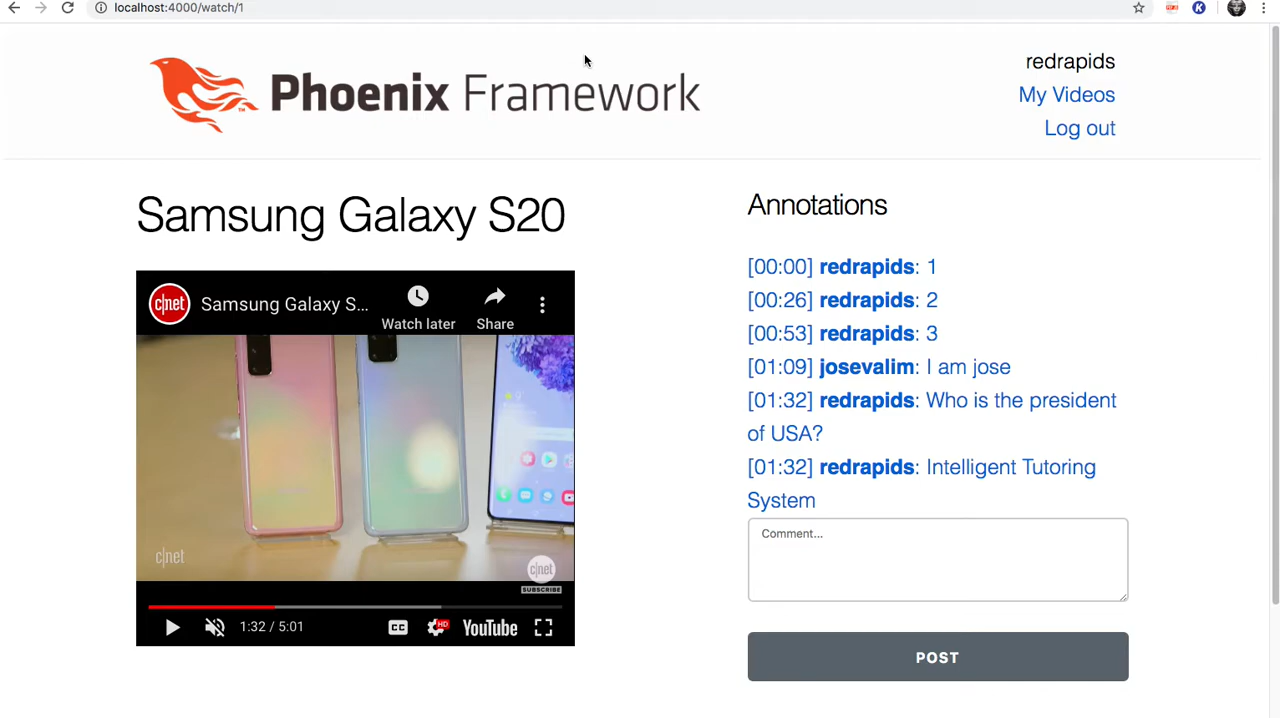 localhost:4000/watch/1
Phoenix Framework
redrapids
My Videos
Log out
Samsung Galaxy S20
c|net
Samsung Galaxy S...
Watch later
Share
c|net
c|net
SUBSCRIBE
1:32 / 5:01
CC
HD
YouTube
Annotations
[00:00] redrapids: 1
[00:26] redrapids: 2
[00:53] redrapids: 3
[01:09] josevalim: I am jose
[01:32] redrapids: Who is the president
of USA?
[01:32] redrapids: Intelligent Tutoring
System
Comment...
POST